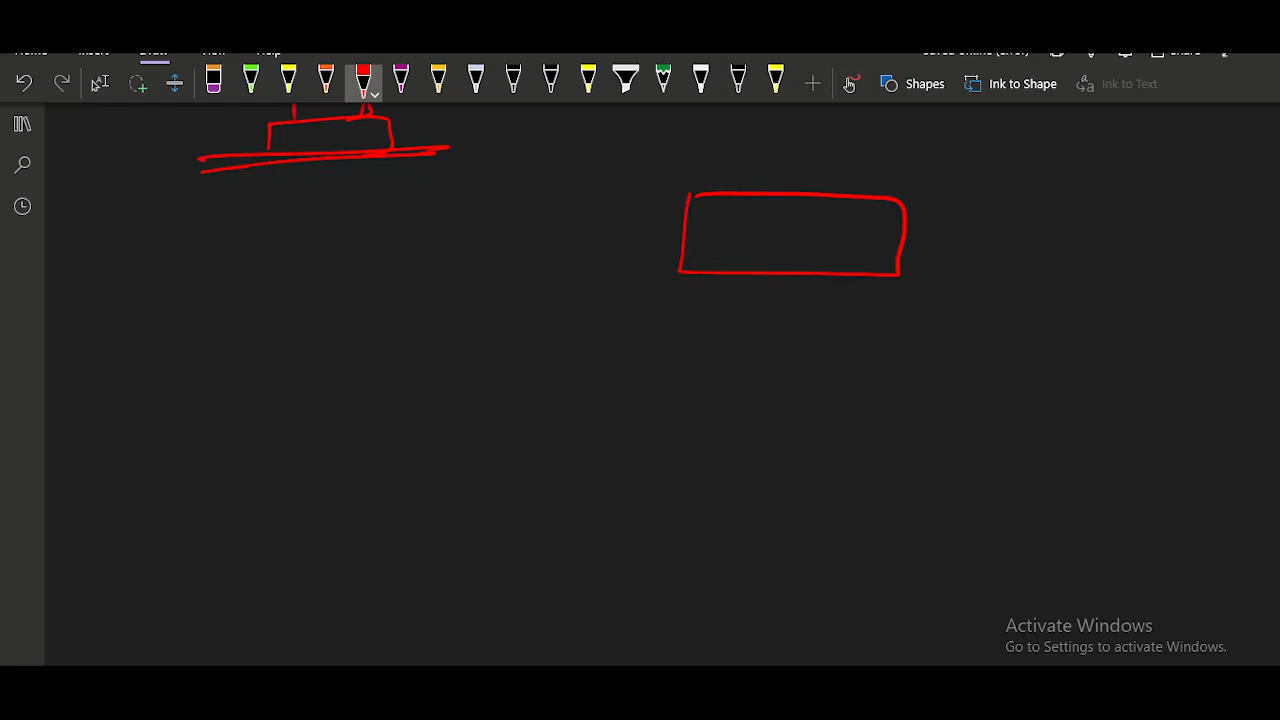 Shapes
Ink to Shape
Ink to Text
Activate Windows
Go to Settings to activate Windows.